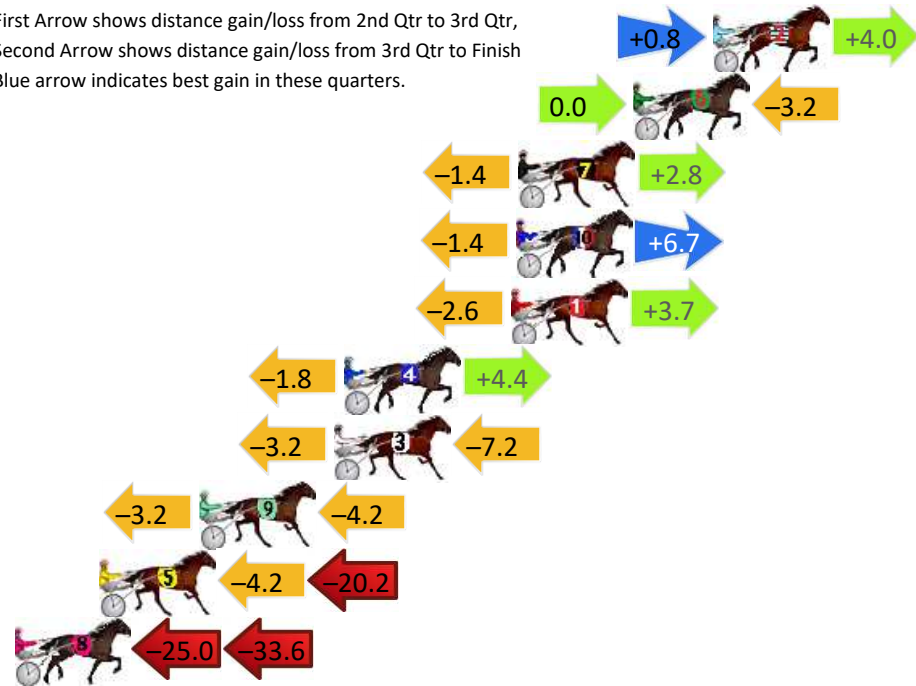 First Arrow shows distance gain/loss from 2nd Qtr to 3rd Qtr,
Second Arrow shows distance gain/loss from 3rd Qtr to Finish
Blue arrow indicates best gain in these quarters.
+0.8 2 +4.0
0.0 6 –3.2
–1.4 7 +2.8
–1.4 10 +6.7
–2.6 1 +3.7
–1.8 4 +4.4
–3.2 3 –7.2
–3.2 9 –4.2
5 –4.2 –20.2
8 –25.0 –33.6